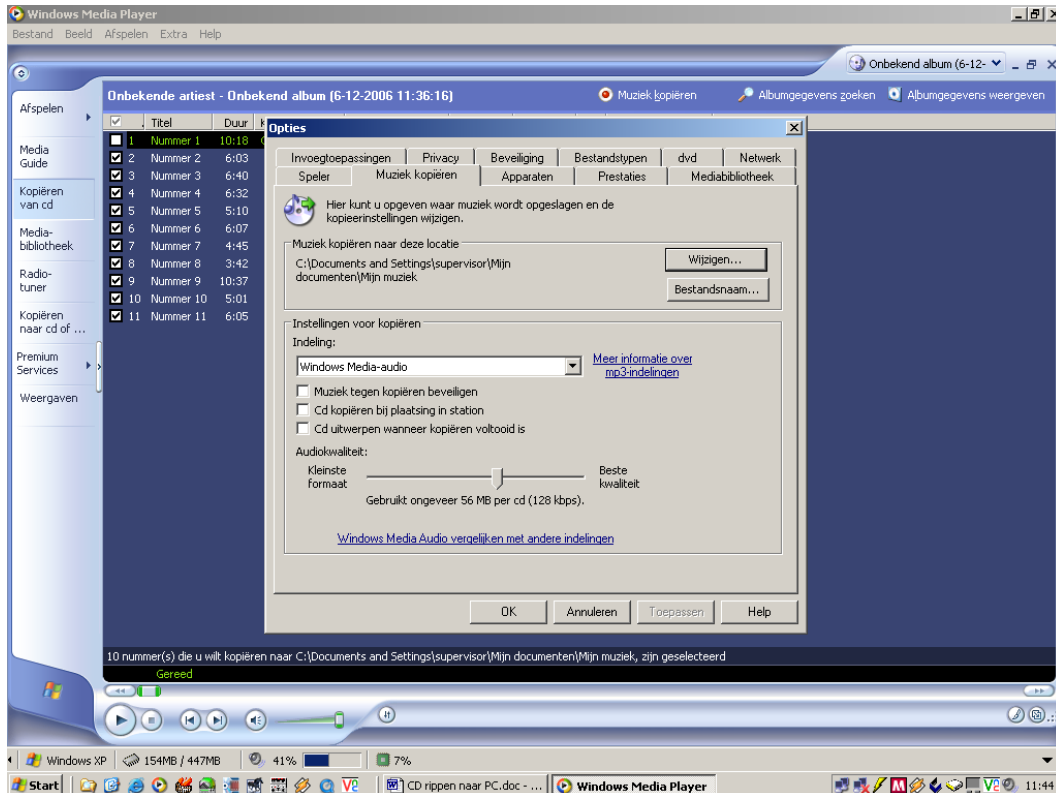 Windows Media Player
Bestand Beeld Afspelen Extra Help
Onbekend album (6-12-
Onbekende artiest - Onbekend album (6-12-2006 11:36:16)
Muziek kopiëren
Albumgegevens zoeken
Albumgegevens weergeven
Afspelen
Media
Guide
Kopiëren
van cd
Media-
bibliotheek
Radio-
tuner
Kopiëren
naar cd of ...
Premium
Services
Weergaven
Titel Duur
1 Nummer 1 10:18
2 Nummer 2 6:03
3 Nummer 3 6:40
4 Nummer 4 6:32
5 Nummer 5 5:10
6 Nummer 6 6:07
7 Nummer 7 4:45
8 Nummer 8 3:42
9 Nummer 9 10:37
10 Nummer 10 5:01
11 Nummer 11 6:05
Opties
Invoegtoepassingen Privacy Beveiliging Bestandstypen dvd Netwerk
Speler Muziek kopiëren Apparaten Prestaties Mediabibliotheek
Hier kunt u opgeven waar muziek wordt opgeslagen en de
kopieerinstellingen wijzigen.
Muziek kopiëren naar deze locatie
C:\Documents and Settings\supervisor\Mijn
documenten\Mijn muziek
Wijzigen...
Bestandsnaam...
Instellingen voor kopiëren
Indeling:
Windows Media-audio
Meer informatie over
mp3-indelingen
Muziek tegen kopiëren beveiligen
Cd kopiëren bij plaatsing in station
Cd uitwerpen wanneer kopiëren voltooid is
Audiokwaliteit:
Kleinste
formaat
Beste
kwaliteit
Gebruikt ongeveer 56 MB per cd (128 kbps).
Windows Media Audio vergelijken met andere indelingen
OK Annuleren Toepassen Help
10 nummer(s) die u wilt kopiëren naar C:\Documents and Settings\supervisor\Mijn documenten\Mijn muziek, zijn geselecteerd
Gereed
Windows XP 154MB / 447MB 41% 7%
Start CD rippen naar PC.doc - ... Windows Media Player 11:44